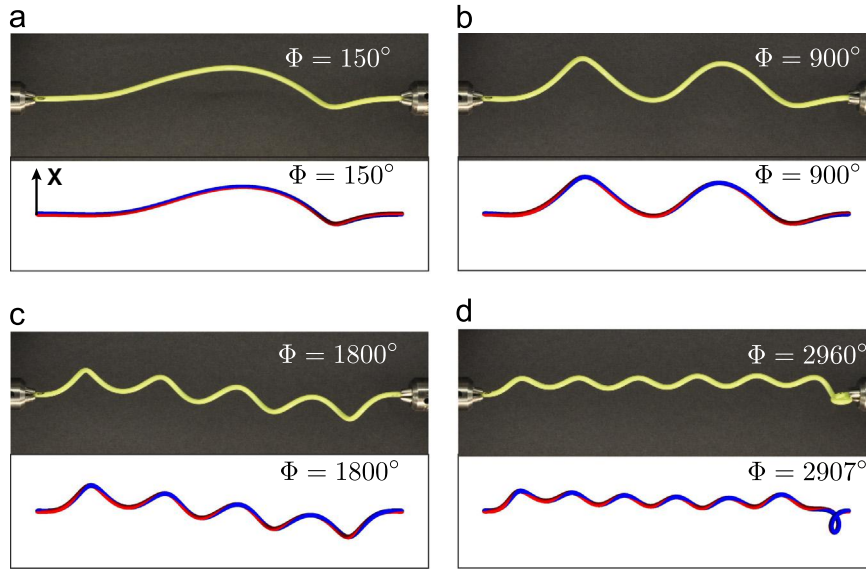 a
Φ = 150°
X
Φ = 150°
b
Φ = 900°
Φ = 900°
c
Φ = 1800°
Φ = 1800°
d
Φ = 2960°
Φ = 2907°